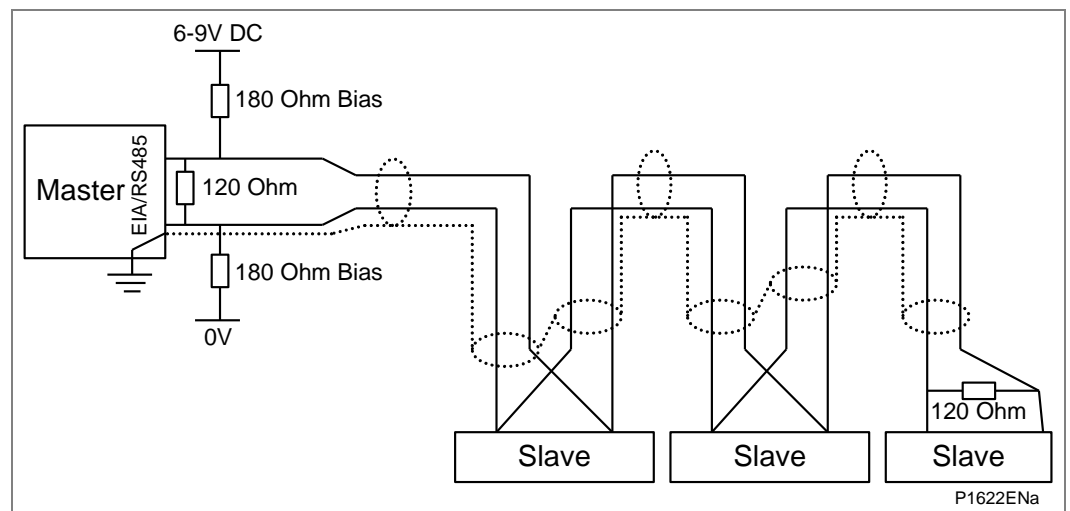 6-9V DC
180 Ohm Bias
Master
EIA/RS485
120 Ohm
180 Ohm Bias
0V
120 Ohm
Slave
Slave
Slave
P1622ENa